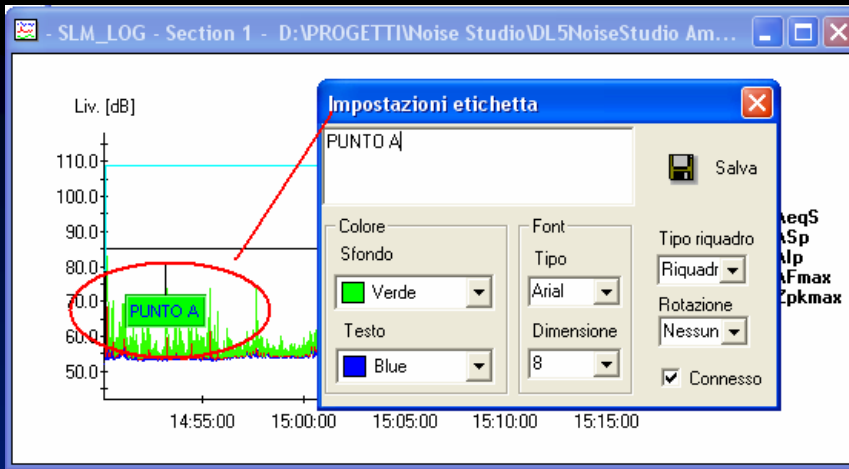 - SLM_LOG - Section 1 - D:\PROGETTI\Noise Studio\DL5NoiseStudio Am...
Liv. [dB]
110.0
100.0
90.0
80.0
70.0
60.0
50.0
PUNTO A
14:55:00 15:00:00 15:05:00 15:10:00 15:15:00
Impostazioni etichetta
PUNTO A
Salva
Colore
Sfondo
Verde
Testo
Blue
Font
Tipo
Arial
Dimensione
8
Tipo riquadro
Riquadr
Rotazione
Nessun
Connesso
AeqS
ASp
AIp
AFmax
Zpkmax